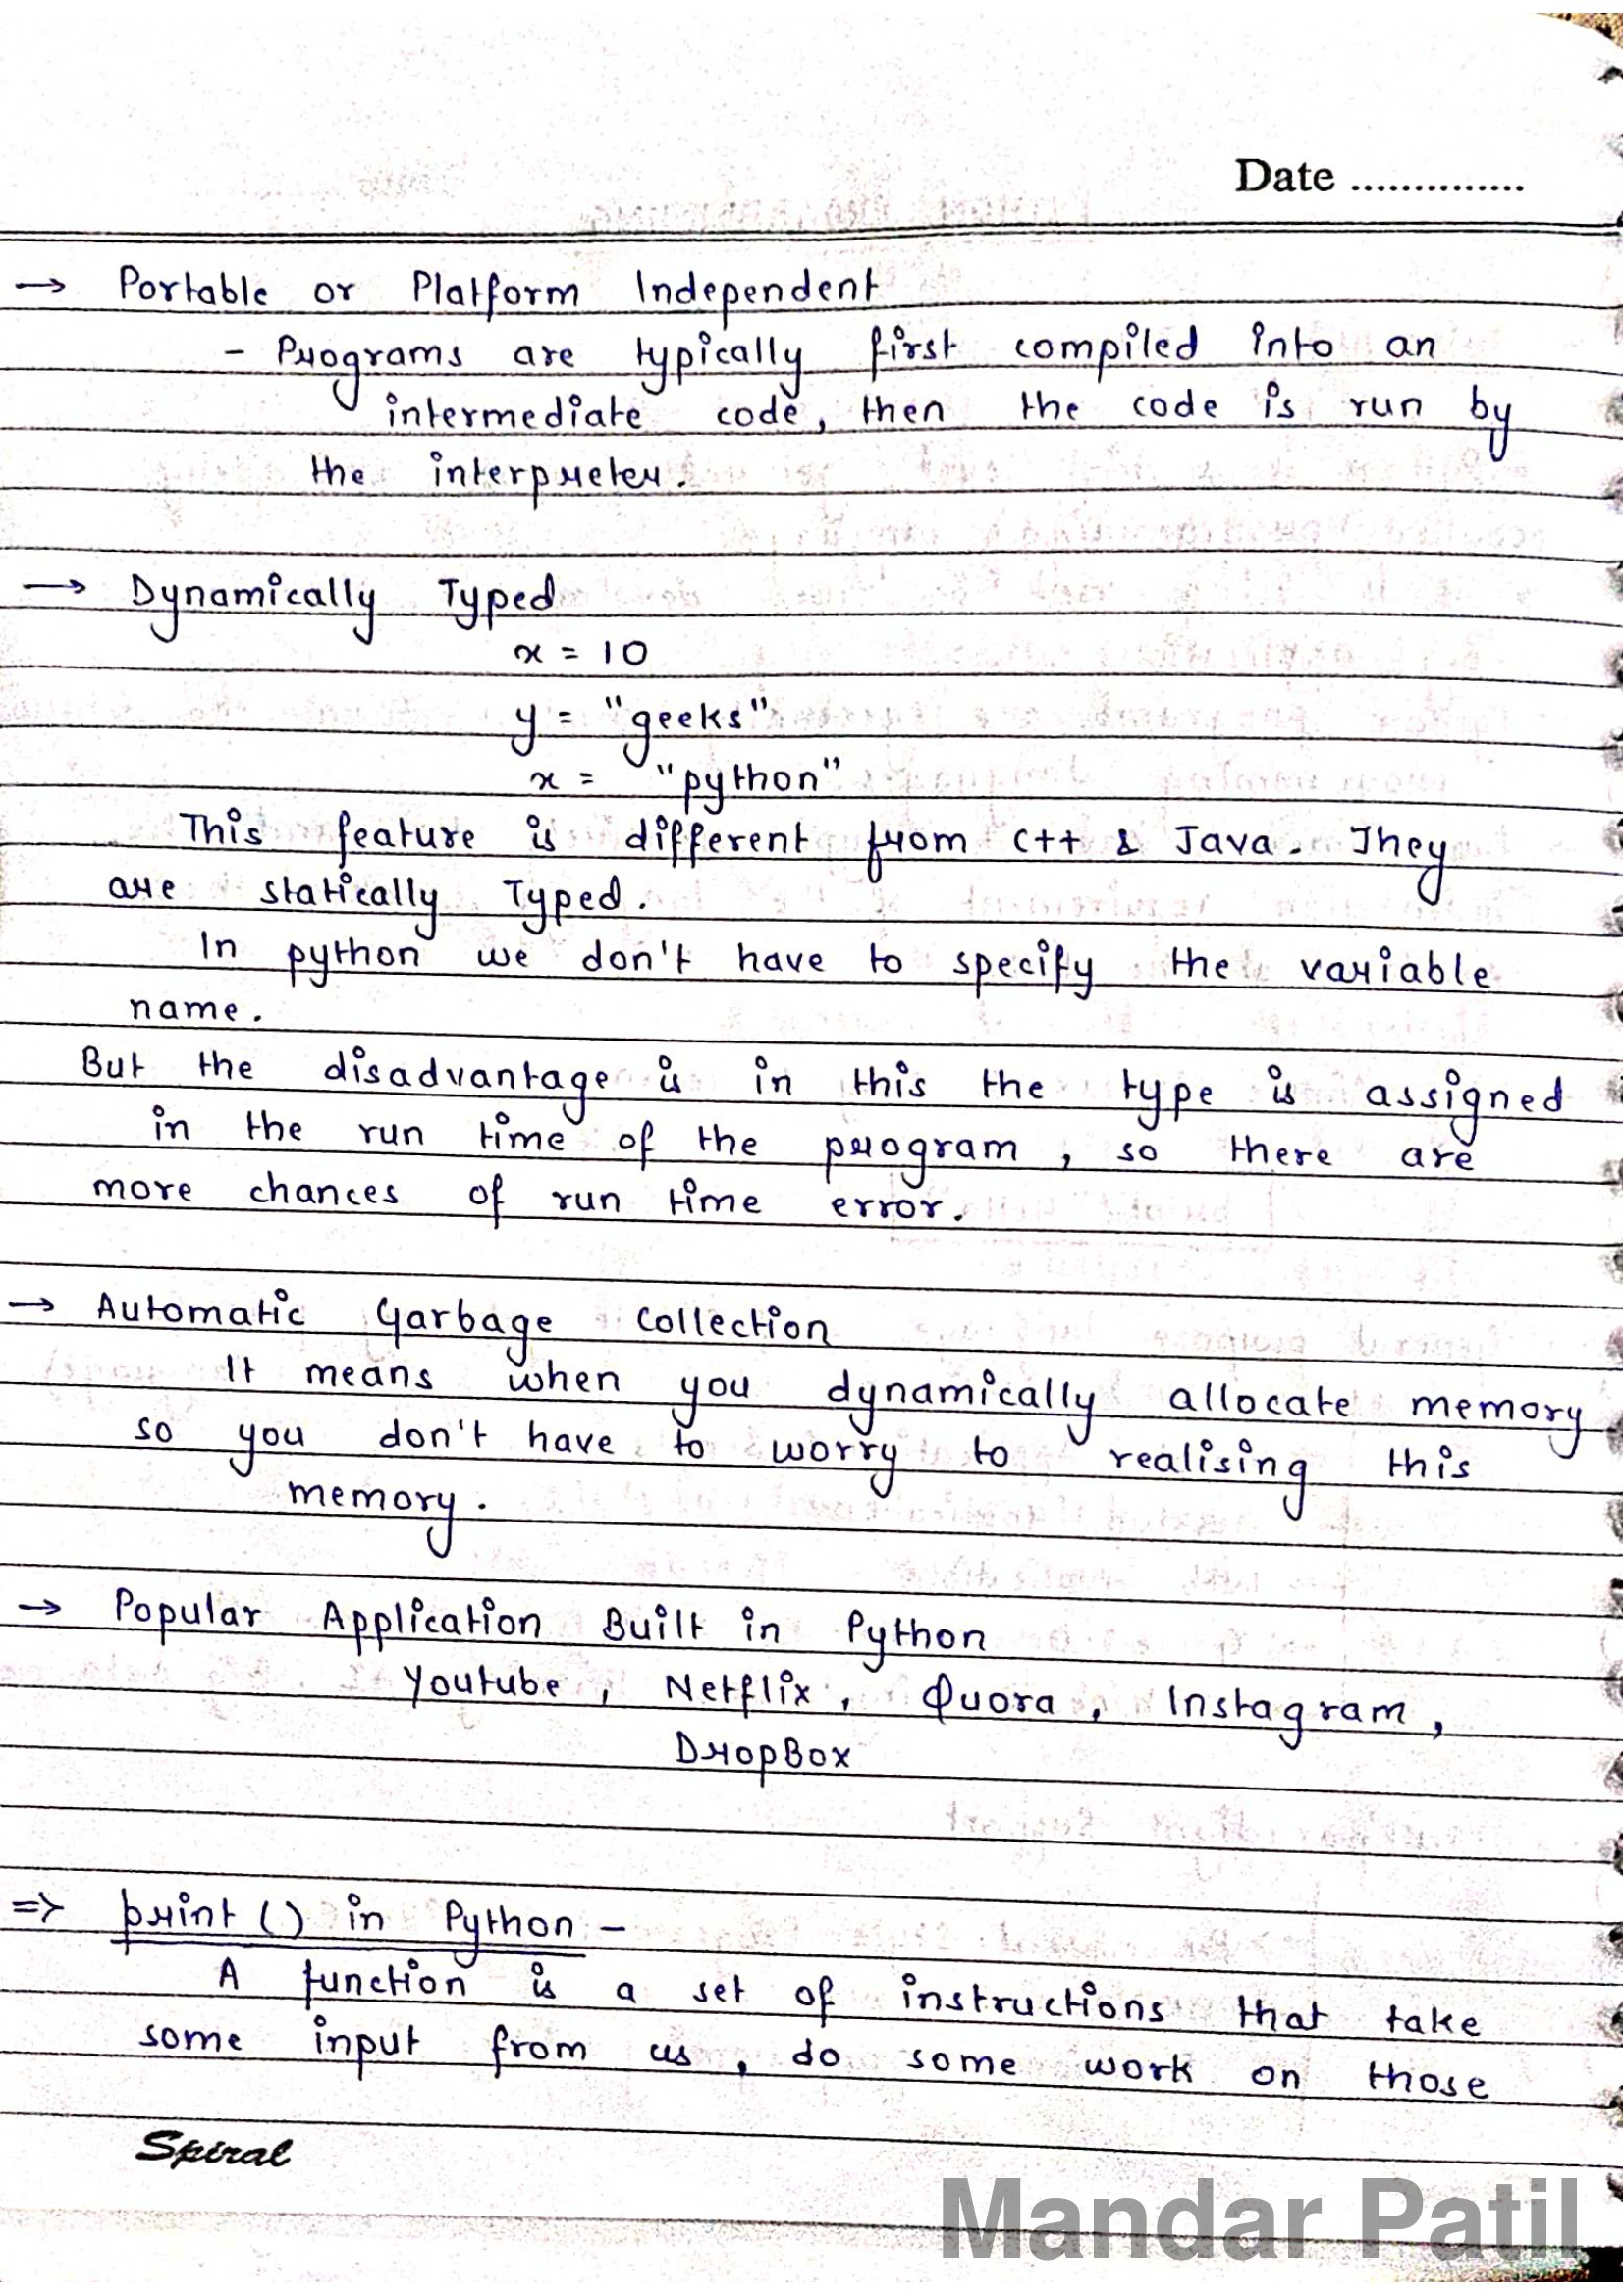 Date ..............
→ Portable or Platform Independent
- Programs are typically first compiled into an
intermediate code, then the code is run by
the interpreter.
→ Dynamically Typed
x = 10
y = "geeks"
x = "python"
This feature is different from C++ & Java. They
are statically Typed.
In python we don't have to specify the variable
name.
But the disadvantage is in this the type is assigned
in the run time of the program, so there are
more chances of run time error.
→ Automatic Garbage Collection
It means when you dynamically allocate memory
so you don't have to worry to realising this
memory.
→ Popular Application Built in Python
Youtube, Netflix, Quora, Instagram,
DropBox
=> print () in Python -
A function is a set of instructions that take
some input from us, do some work on those
Spiral
Mandar Patil